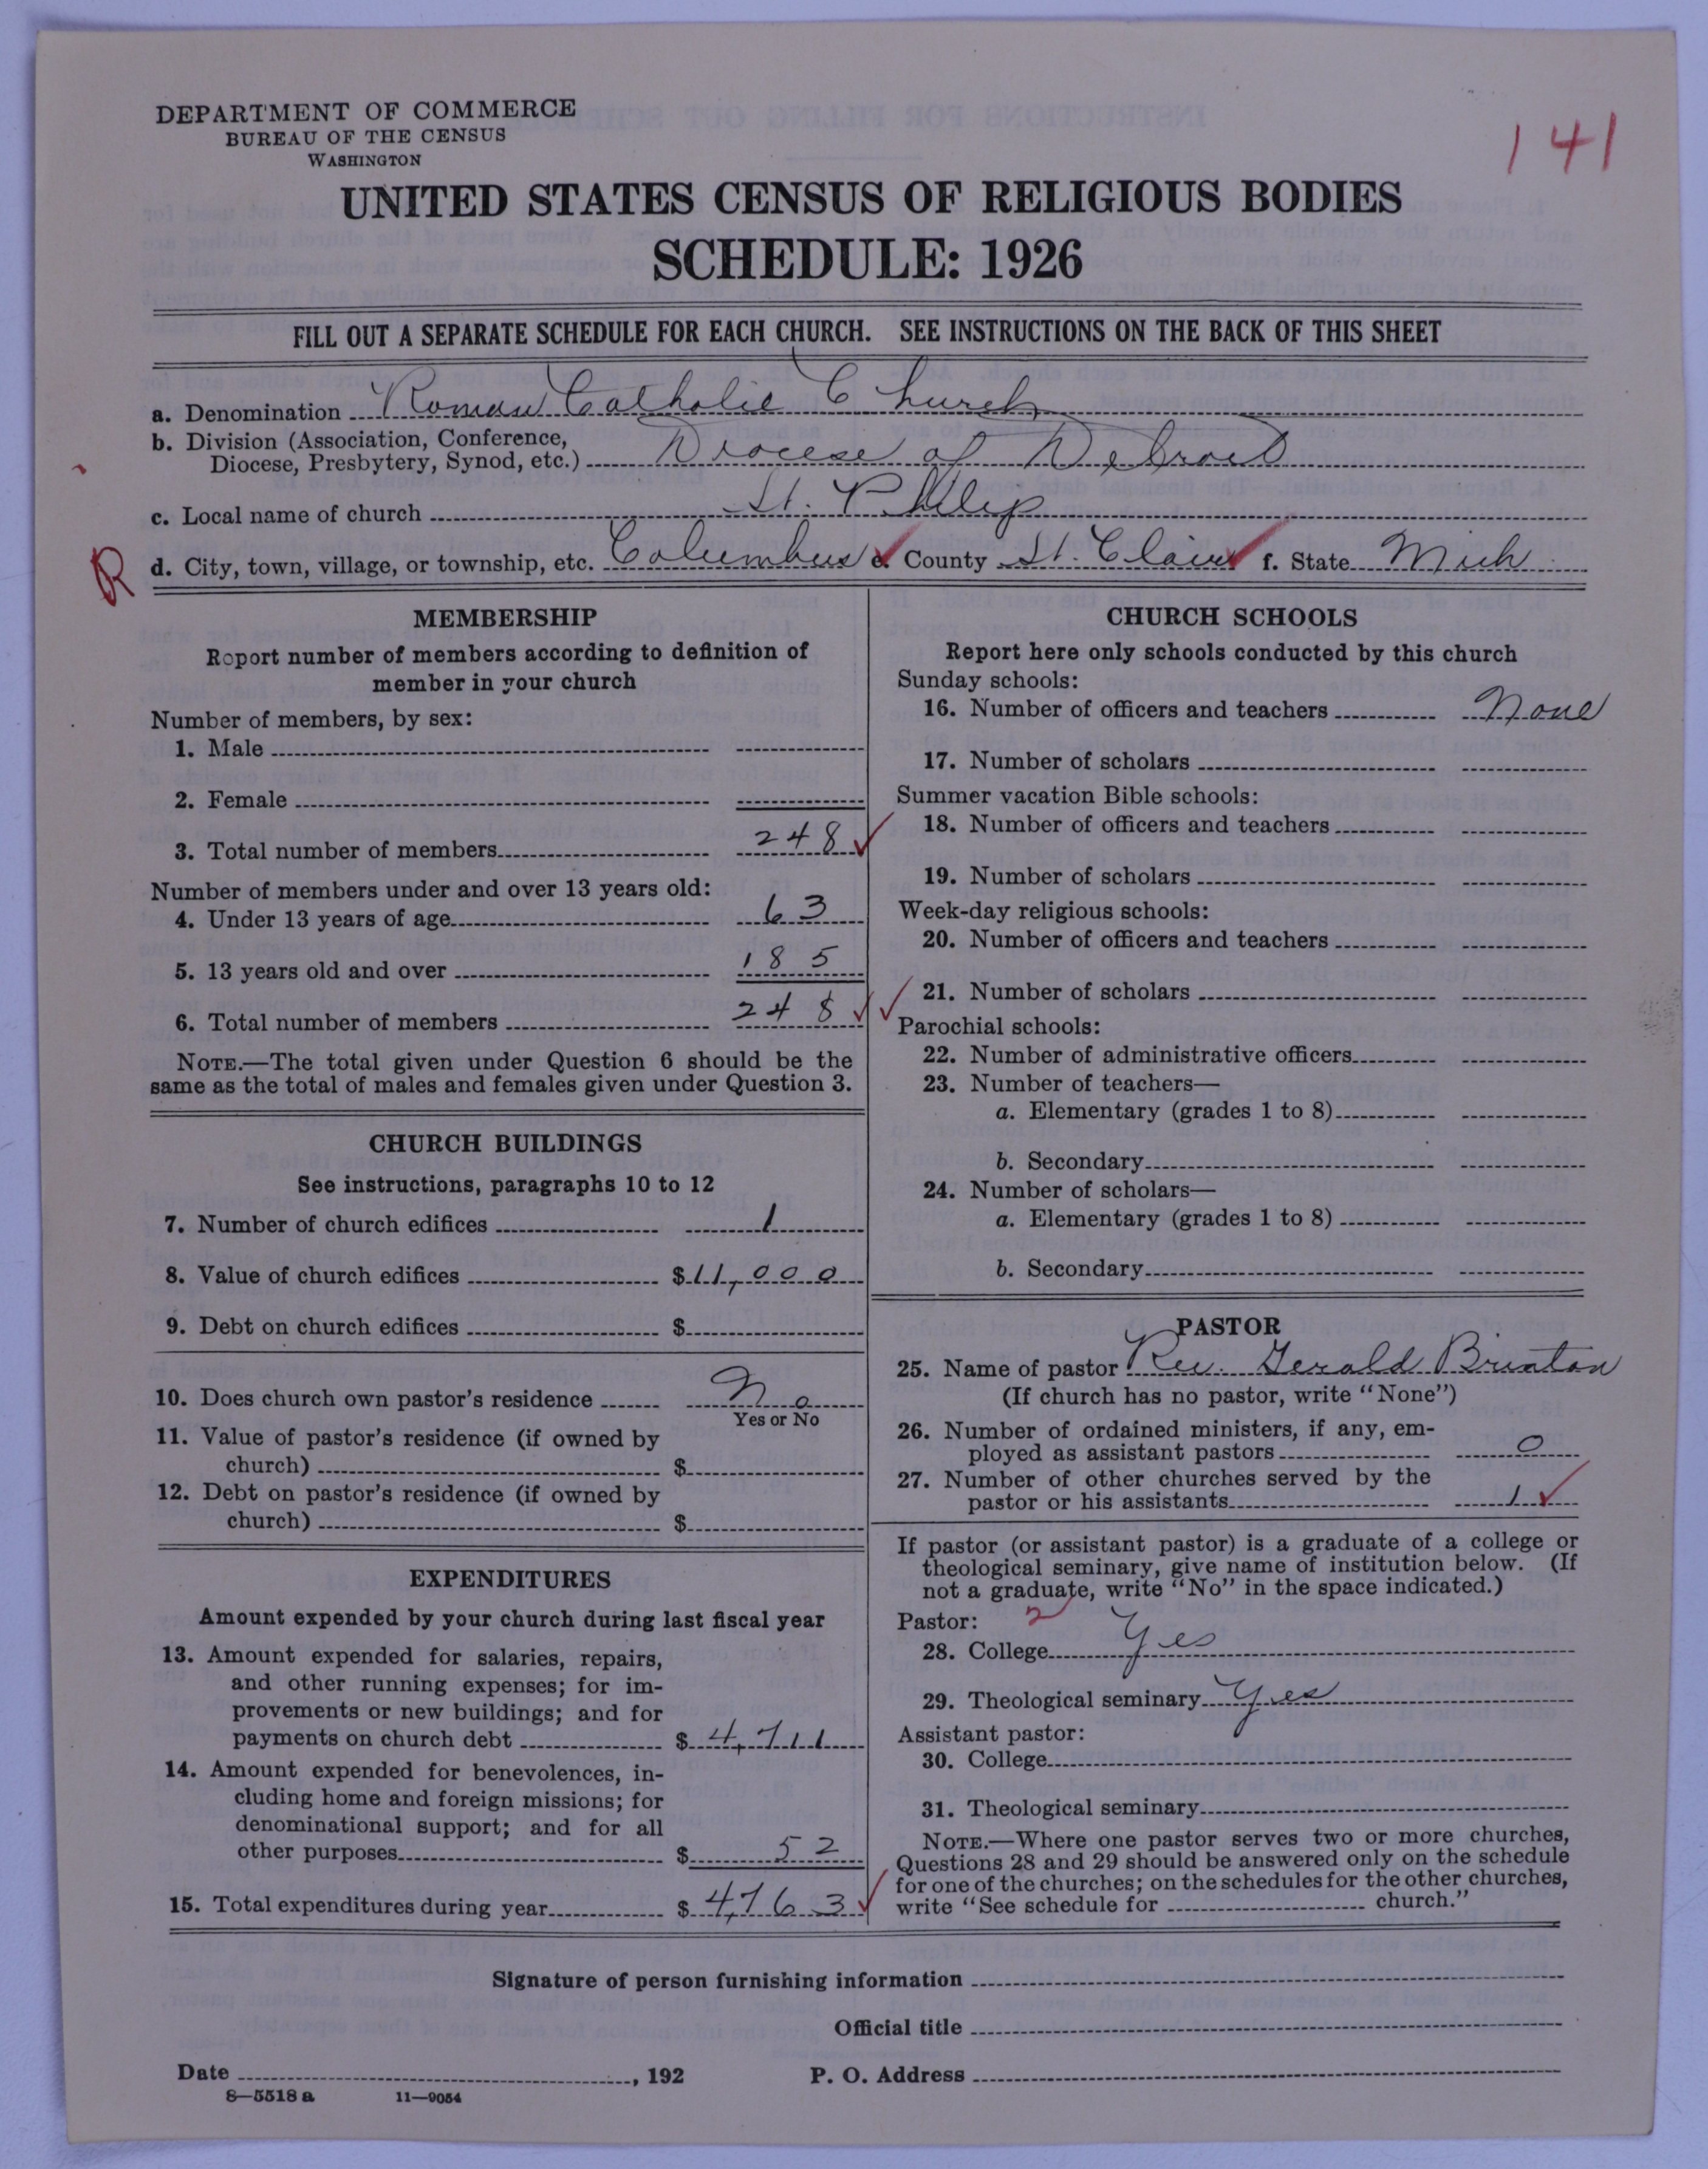 DEPARTMENT OF COMMERCE
BUREAU OF THE CENSUS
WASHINGTON
141
UNITED STATES CENSUS OF RELIGIOUS BODIES
SCHEDULE: 1926
FILL OUT A SEPARATE SCHEDULE FOR EACH CHURCH. SEE INSTRUCTIONS ON THE BACK OF THIS SHEET
a. Denomination Roman Catholic Church
b. Division (Association, Conference,
Diocese, Presbytery, Synod, etc.) Diocese of Detroit
c. Local name of church St. Philip
R d. City, town, village, or township, etc. Columbus e. County St. Clair f. State Mich
MEMBERSHIP
Report number of members according to definition of
member in your church
Number of members, by sex:
1. Male
2. Female
3. Total number of members 248
Number of members under and over 13 years old:
4. Under 13 years of age 63
5. 13 years old and over 185
6. Total number of members 248
NOTE.—The total given under Question 6 should be the
same as the total of males and females given under Question 3.
CHURCH BUILDINGS
See instructions, paragraphs 10 to 12
7. Number of church edifices 1
8. Value of church edifices $11,000
9. Debt on church edifices $
10. Does church own pastor's residence No
Yes or No
11. Value of pastor's residence (if owned by
church) $
12. Debt on pastor's residence (if owned by
church) $
EXPENDITURES
Amount expended by your church during last fiscal year
13. Amount expended for salaries, repairs,
and other running expenses; for im-
provements or new buildings; and for
payments on church debt $ 4,711
14. Amount expended for benevolences, in-
cluding home and foreign missions; for
denominational support; and for all
other purposes $ 52
15. Total expenditures during year $ 4,763
CHURCH SCHOOLS
Report here only schools conducted by this church
Sunday schools:
16. Number of officers and teachers None
17. Number of scholars
Summer vacation Bible schools:
18. Number of officers and teachers
19. Number of scholars
Week-day religious schools:
20. Number of officers and teachers
21. Number of scholars
Parochial schools:
22. Number of administrative officers
23. Number of teachers—
a. Elementary (grades 1 to 8)
b. Secondary
24. Number of scholars—
a. Elementary (grades 1 to 8)
b. Secondary
PASTOR
25. Name of pastor Rev. Gerald Brinton
(If church has no pastor, write "None")
26. Number of ordained ministers, if any, em-
ployed as assistant pastors 0
27. Number of other churches served by the
pastor or his assistants 1
If pastor (or assistant pastor) is a graduate of a college or
theological seminary, give name of institution below. (If
not a graduate, write "No" in the space indicated.)
Pastor: 2
28. College Yes
29. Theological seminary Yes
Assistant pastor:
30. College
31. Theological seminary
NOTE.—Where one pastor serves two or more churches,
Questions 28 and 29 should be answered only on the schedule
for one of the churches; on the schedules for the other churches,
write "See schedule for church."
Signature of person furnishing information
Official title
Date , 192 P. O. Address
8—5518 a 11—9054